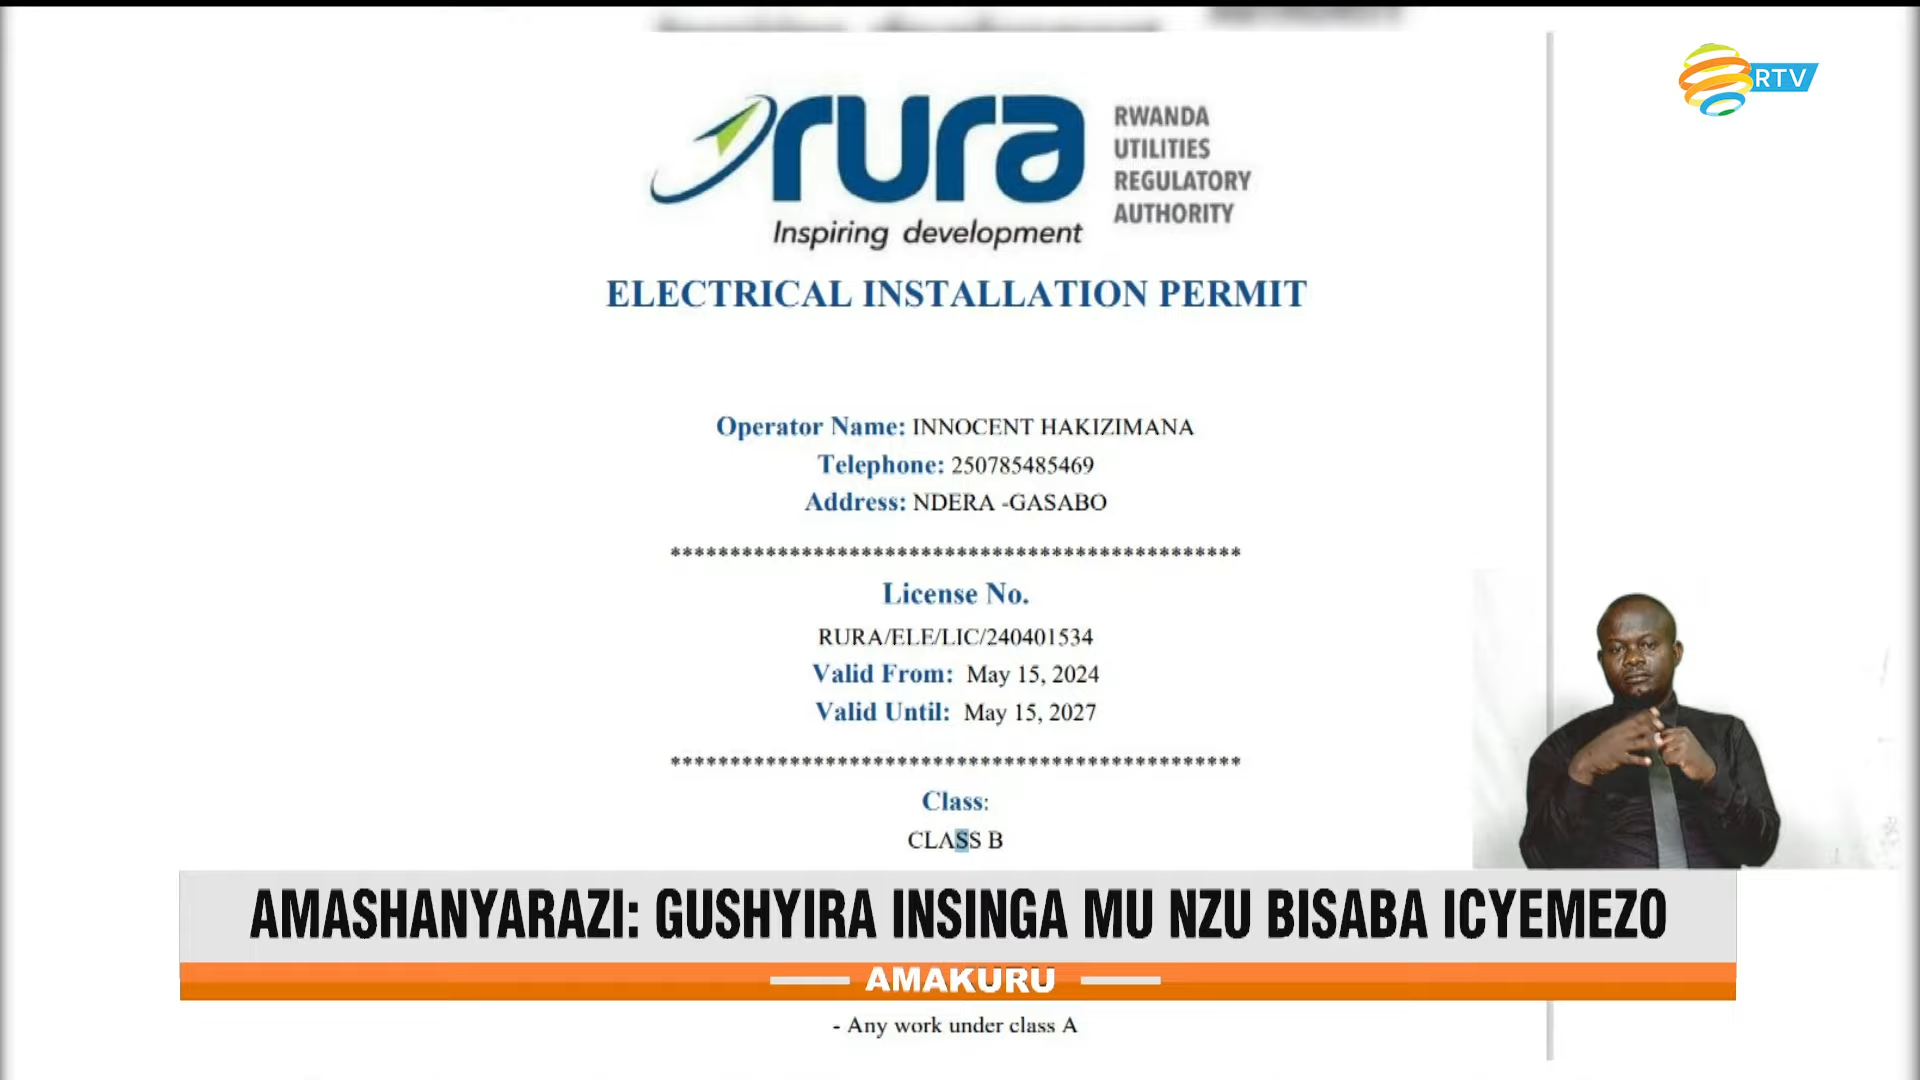 RTV
rura
RWANDA
UTILITIES
REGULATORY
AUTHORITY
Inspiring development
ELECTRICAL INSTALLATION PERMIT
Operator Name: INNOCENT HAKIZIMANA
Telephone: 250785485469
Address: NDERA -GASABO
************************************************
License No.
RURA/ELE/LIC/240401534
Valid From: May 15, 2024
Valid Until: May 15, 2027
************************************************
Class:
CLASS B
AMASHANYARAZI: GUSHYIRA INSINGA MU NZU BISABA ICYEMEZO
AMAKURU
- Any work under class A